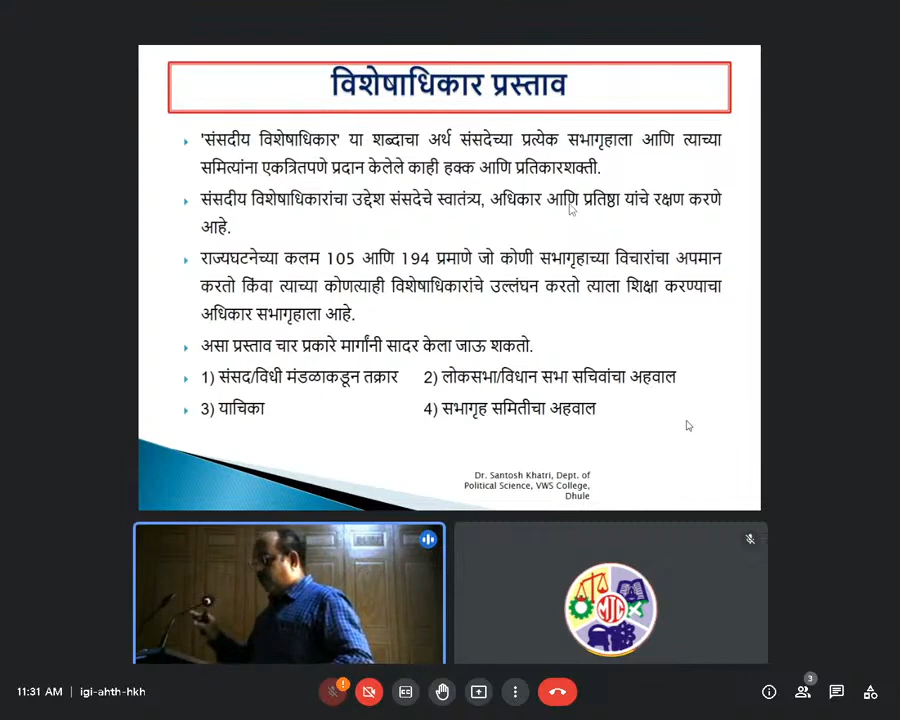 विशेषाधिकार प्रस्ताव
'संसदीय विशेषाधिकार' या शब्दाचा अर्थ संसदेच्या प्रत्येक सभागृहाला आणि त्याच्या
समित्यांना एकत्रितपणे प्रदान केलेले काही हक्क आणि प्रतिकारशक्ती.
संसदीय विशेषाधिकारांचा उद्देश संसदेचे स्वातंत्र्य, अधिकार आणि प्रतिष्ठा यांचे रक्षण करणे
आहे.
राज्यघटनेच्या कलम 105 आणि 194 प्रमाणे जो कोणी सभागृहाच्या विचारांचा अपमान
करतो किंवा त्याच्या कोणत्याही विशेषाधिकारांचे उल्लंघन करतो त्याला शिक्षा करण्याचा
अधिकार सभागृहाला आहे.
असा प्रस्ताव चार प्रकारे मार्गांनी सादर केला जाऊ शकतो.
1) संसद/विधी मंडळाकडून तक्रार 2) लोकसभा/विधान सभा सचिवांचा अहवाल
3) याचिका 4) सभागृह समितीचा अहवाल
Dr. Santosh Khatri, Dept. of
Political Science, VWS College,
Dhule
MJC
11:31 AM | igi-ahth-hkh
3